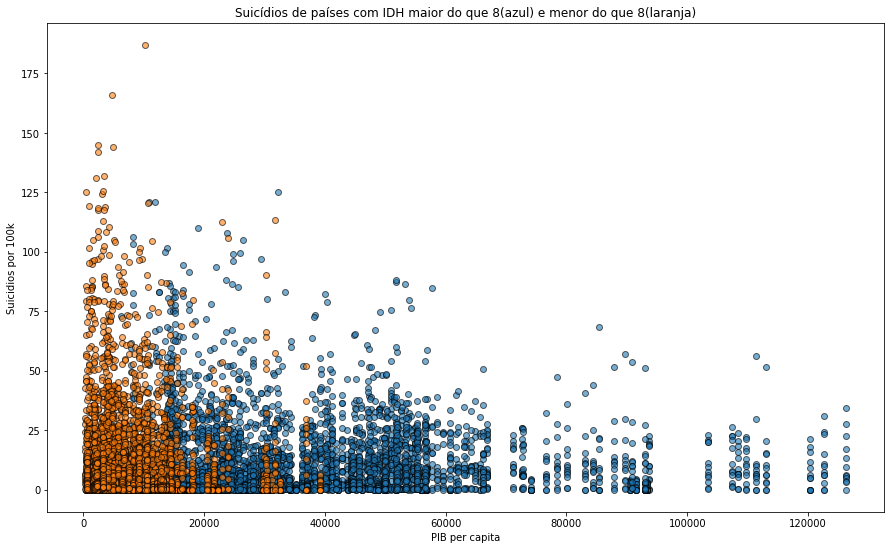 Suicídios de países com IDH maior do que 8(azul) e menor do que 8(laranja)
175
150
125
100
75
50
25
0
Suicidios por 100k
0 20000 40000 60000 80000 100000 120000
PIB per capita